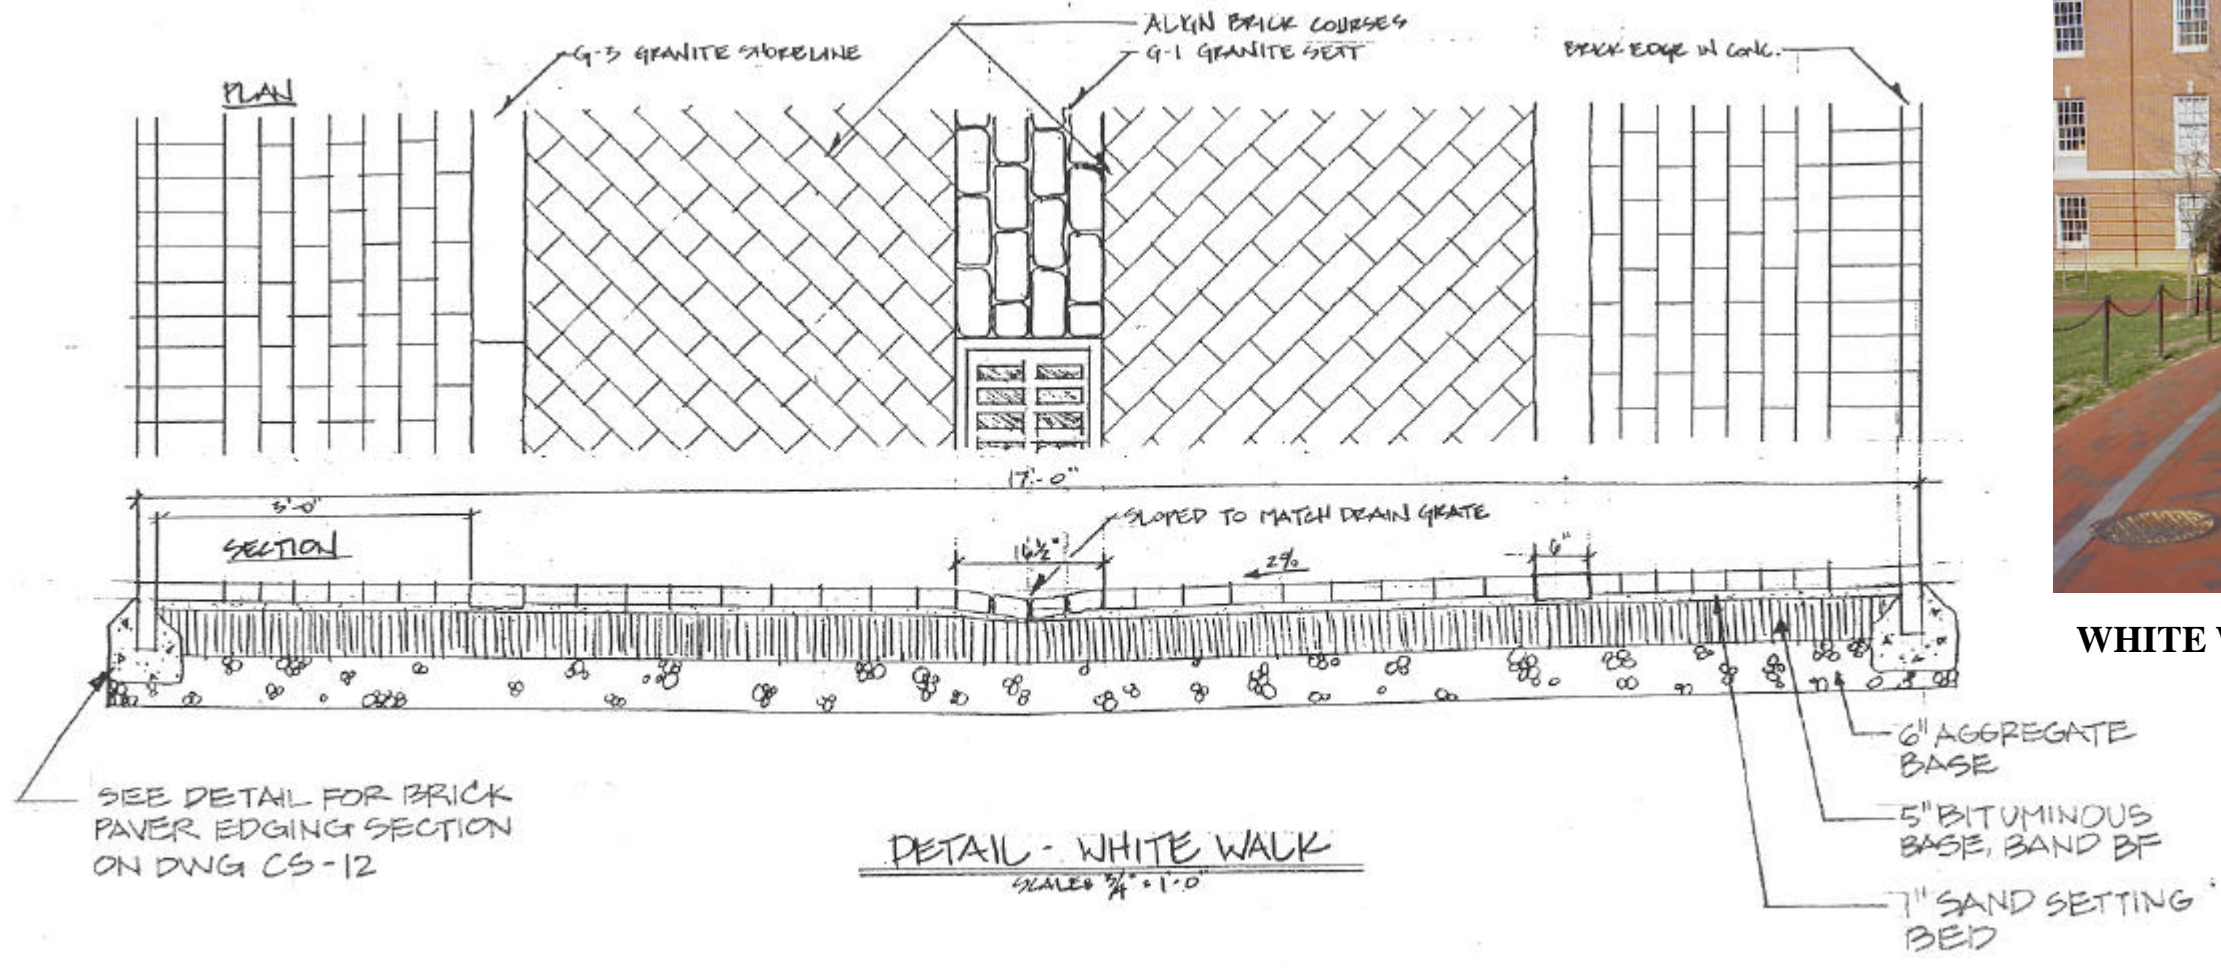 ALIGN BRICK COURSES
G-3 GRANITE SHORELINE
G-1 GRANITE SETT
BRICK EDGE IN CONC.
PLAN
17'-0"
3'-0"
SLOPED TO MATCH DRAIN GRATE
SECTION
16½"
2%
6"
WHITE
6" AGGREGATE
BASE
SEE DETAIL FOR BRICK
PAVER EDGING SECTION
ON DWG CS-12
5" BITUMINOUS
BASE, BAND BF
DETAIL - WHITE WALK
SCALE: 3/4" = 1'-0"
1" SAND SETTING
BED